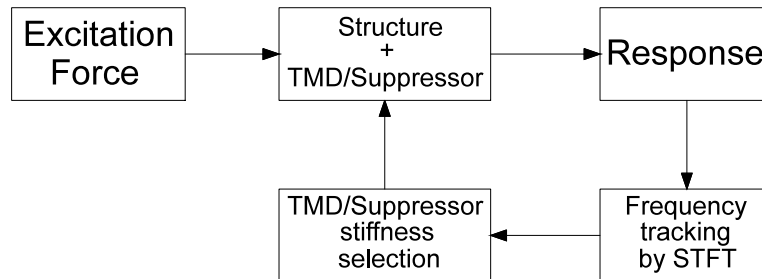 Excitation
Force
Structure
+
TMD/Suppressor
Response
TMD/Suppressor
stiffness
selection
Frequency
tracking
by STFT